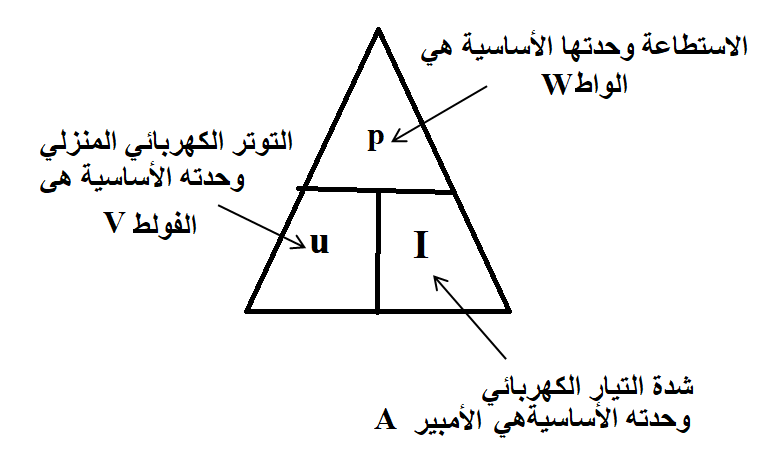 الاستطاعة وحدتها الأساسية هي
الواطW
p
التوتر الكهربائي المنزلي
وحدته الأساسية هى
الفولط V
u
I
شدة التيار الكهربائي
وحدته الأساسيةهي الأمبير A